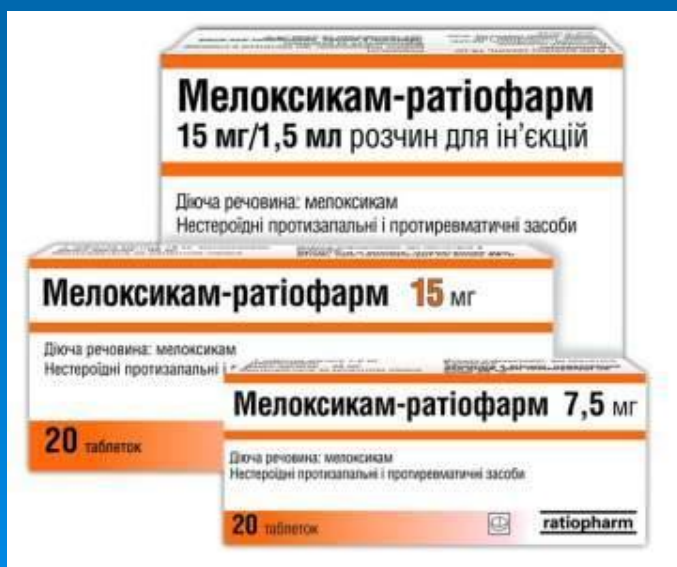 Мелоксикам-ратіофарм
15 мг/1,5 мл розчин для ін'єкцій
Діюча речовина: мелоксикам
Нестероїдні протизапальні і протиревматичні засоби
Мелоксикам-ратіофарм 15 мг
Діюча речовина: мелоксикам
Нестероїдні протизапальні і
20 таблеток
Мелоксикам-ратіофарм 7,5 мг
Діюча речовина: мелоксикам
Нестероїдні протизапальні і протиревматичні засоби
20 таблеток
ratiopharm